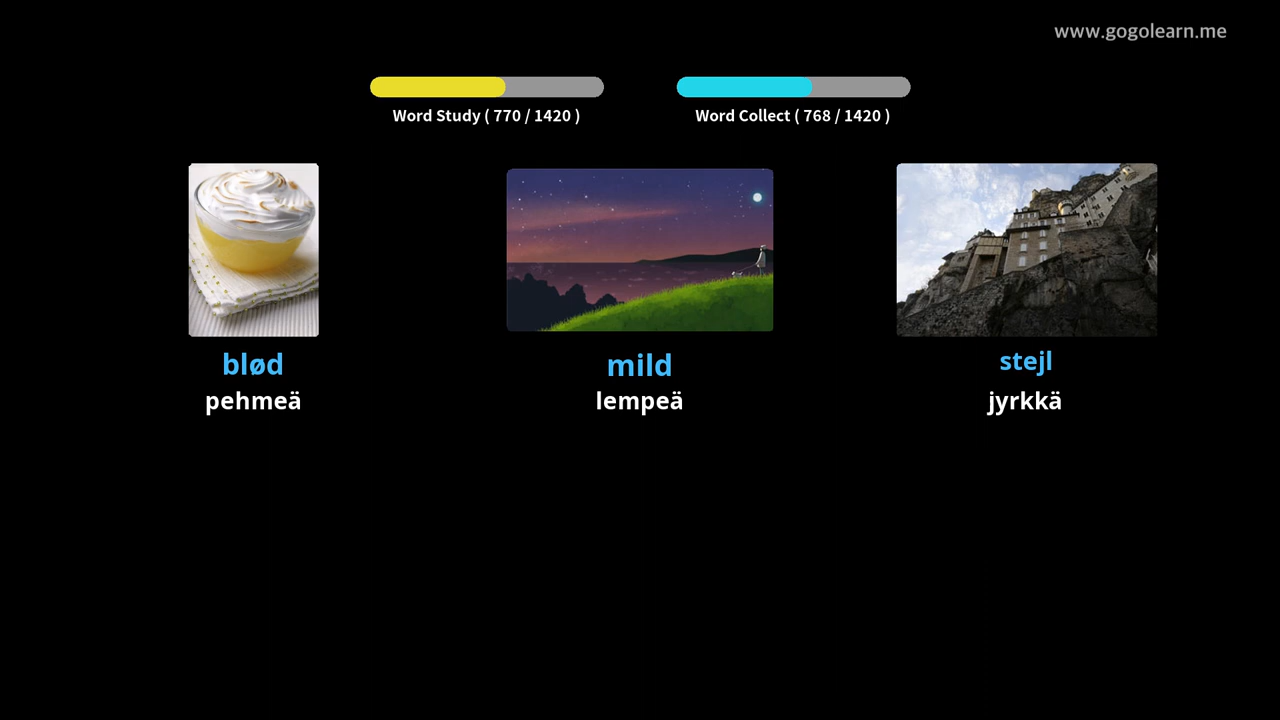 www.gogolearn.me
Word Study ( 770 / 1420 )
Word Collect ( 768 / 1420 )
blød
pehmeä
mild
lempeä
stejl
jyrkkä